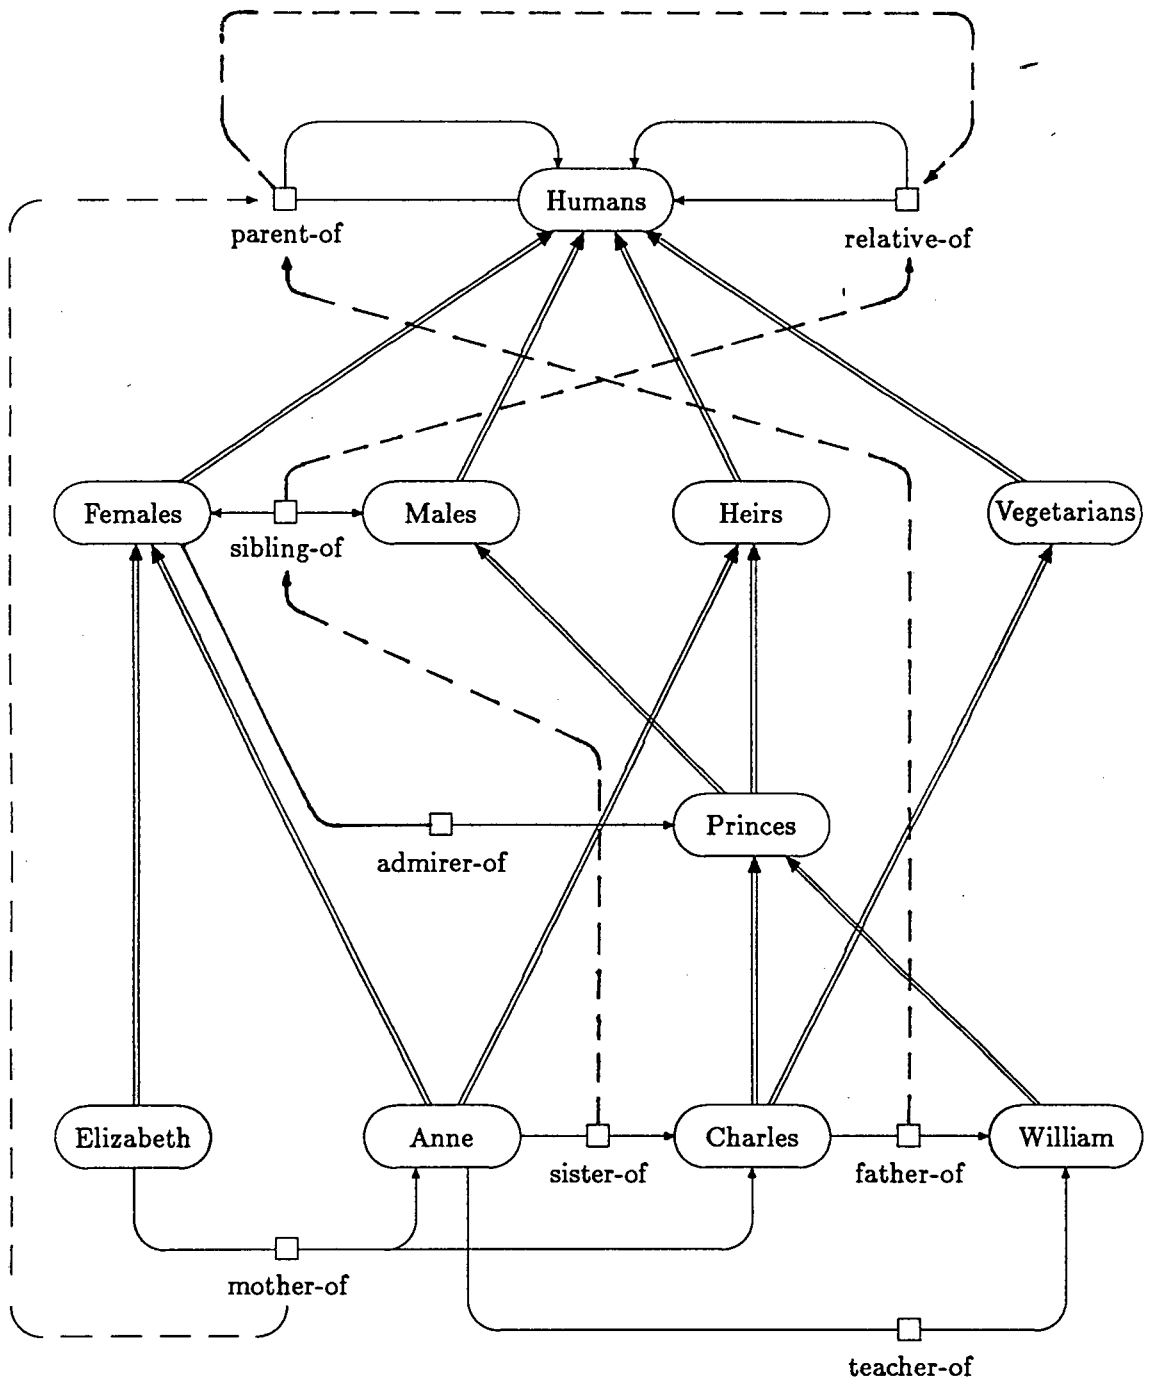 Humans
parent-of
relative-of
Females
Males
Heirs
Vegetarians
sibling-of
Princes
admirer-of
Elizabeth
Anne
Charles
William
sister-of
father-of
mother-of
teacher-of